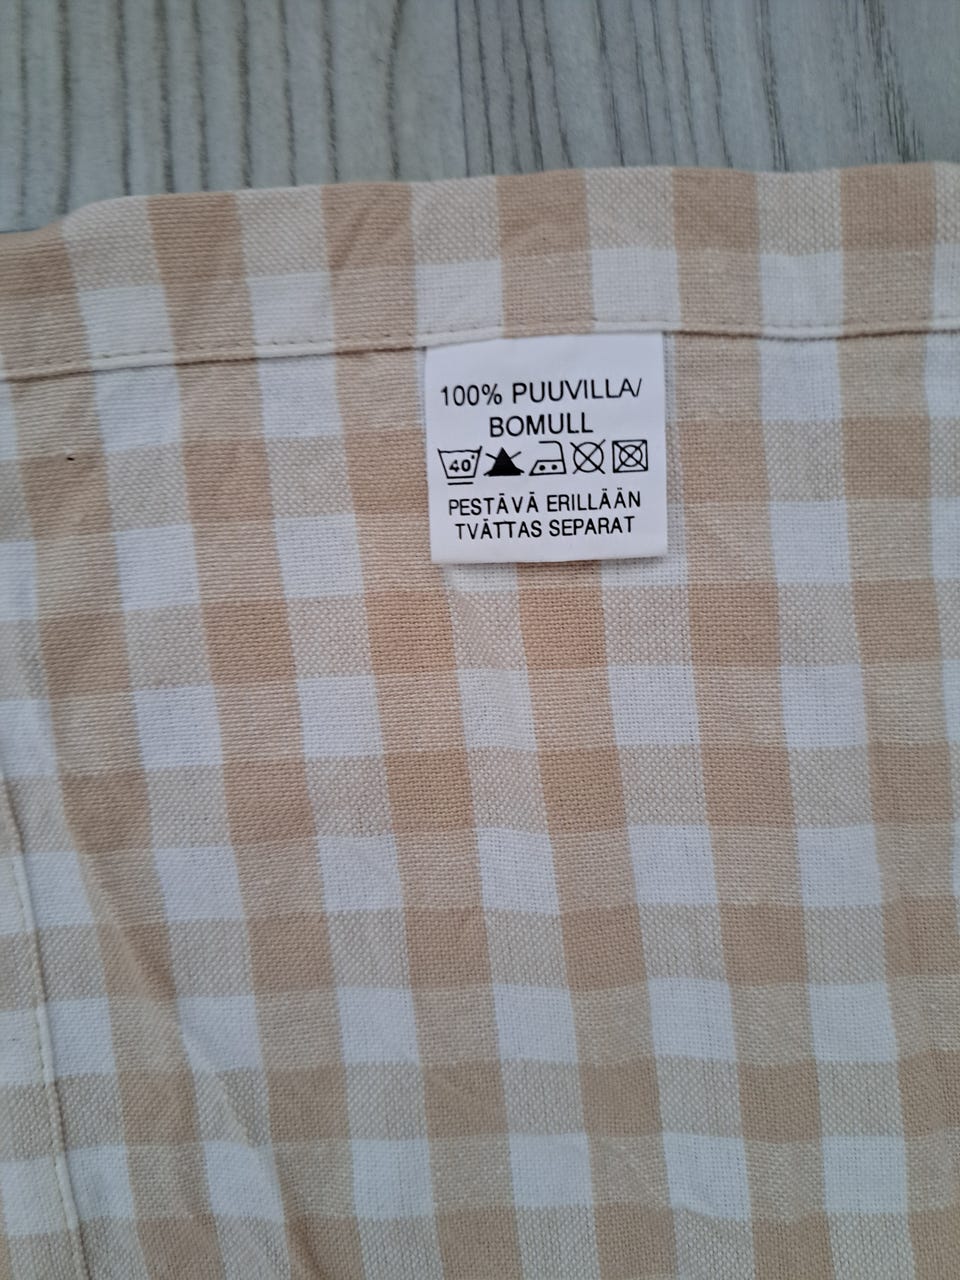 100% PUUVILLA/
BOMULL
40°
PESTÄVÄ ERILLÄÄN
TVÄTTAS SEPARAT